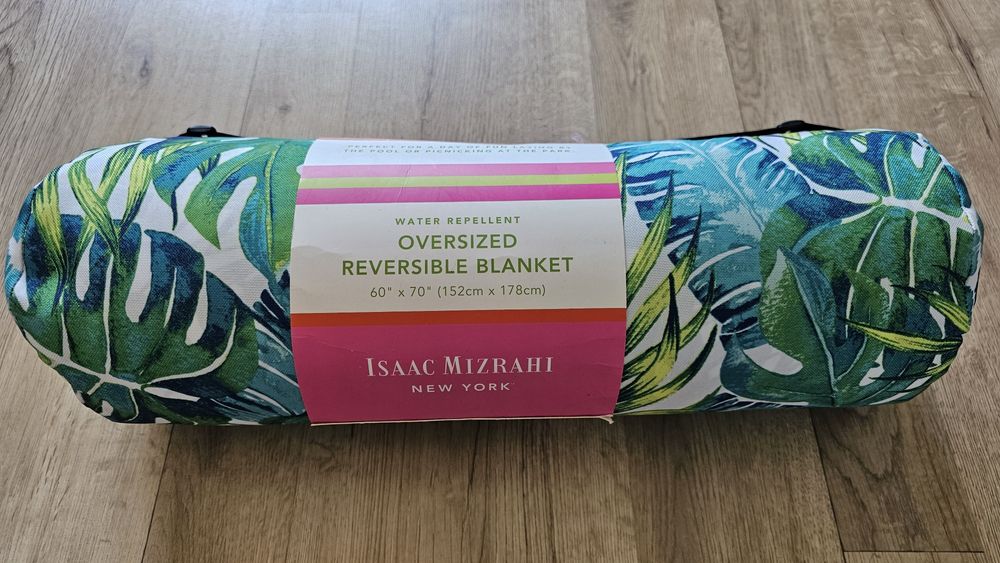 PERFECT FOR A DAY OF FUN LAYING BY
THE POOL OR PICNICKING AT THE PARK
WATER REPELLENT
OVERSIZED
REVERSIBLE BLANKET
60" x 70" (152cm x 178cm)
ISAAC MIZRAHI
NEW YORK